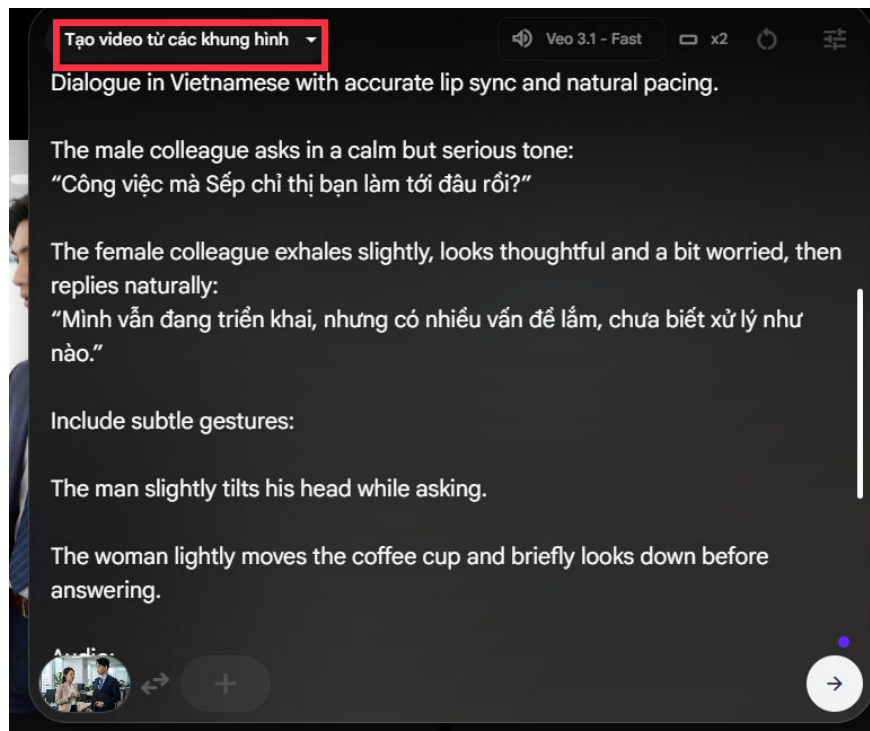 Tạo video từ các khung hình
Veo 3.1 - Fast
x2
Dialogue in Vietnamese with accurate lip sync and natural pacing.
The male colleague asks in a calm but serious tone:
“Công việc mà Sếp chỉ thị bạn làm tới đâu rồi?”
The female colleague exhales slightly, looks thoughtful and a bit worried, then
replies naturally:
“Mình vẫn đang triển khai, nhưng có nhiều vấn đề lắm, chưa biết xử lý như
nào.”
Include subtle gestures:
The man slightly tilts his head while asking.
The woman lightly moves the coffee cup and briefly looks down before
answering.